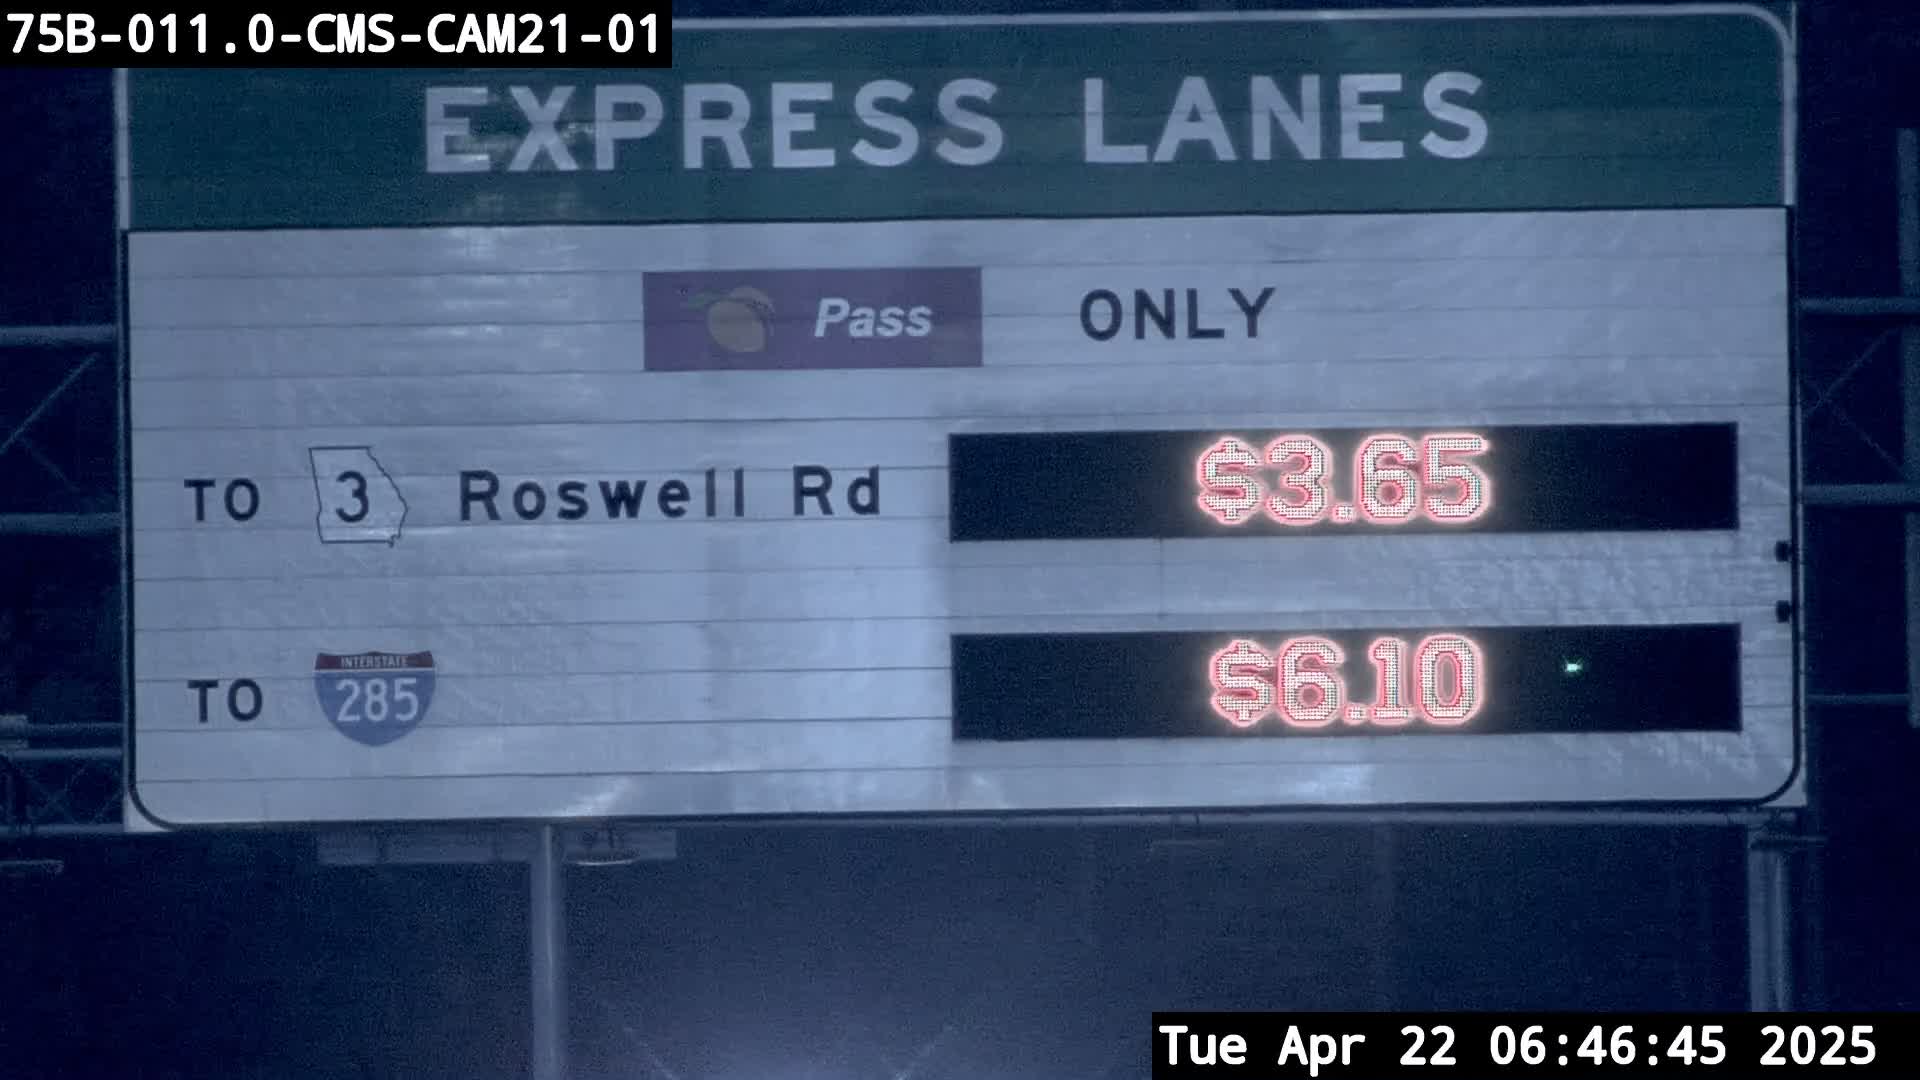 75B-011.0-CMS-CAM21-01
EXPRESS LANES
Pass ONLY
TO 3 Roswell Rd $3.65
INTERSTATE
TO 285 $6.10
Tue Apr 22 06:46:45 2025